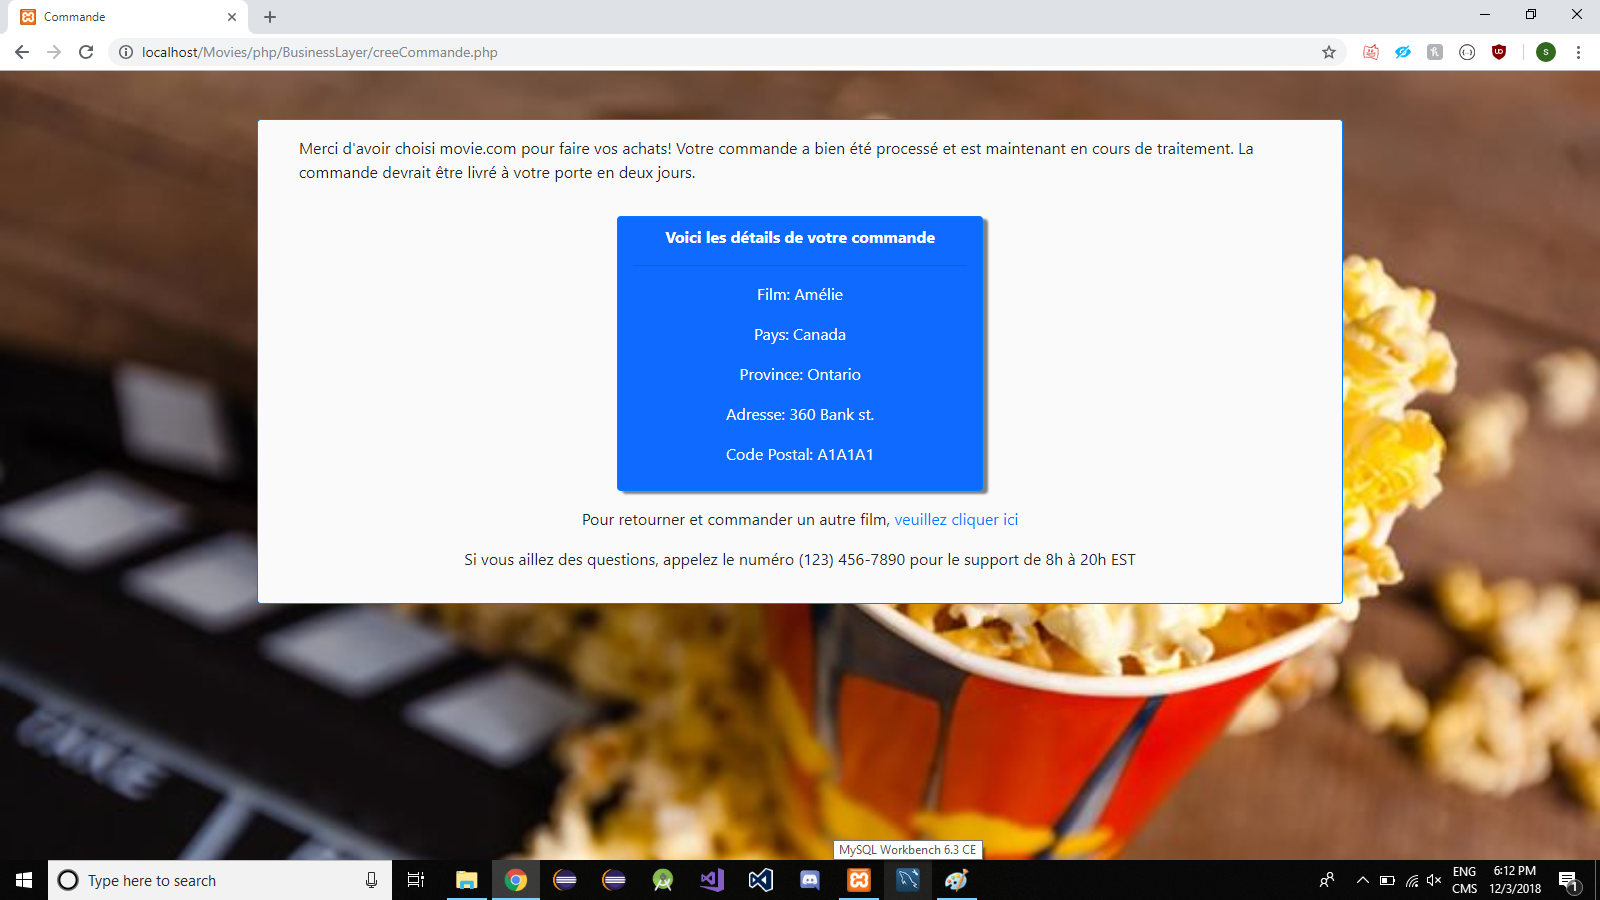 Commande
localhost/Movies/php/BusinessLayer/creeCommande.php
S
Merci d'avoir choisi movie.com pour faire vos achats! Votre commande a bien été processé et est maintenant en cours de traitement. La
commande devrait être livré à votre porte en deux jours.
Voici les détails de votre commande
Film: Amélie
Pays: Canada
Province: Ontario
Adresse: 360 Bank st.
Code Postal: A1A1A1
Pour retourner et commander un autre film, veuillez cliquer ici
Si vous aillez des questions, appelez le numéro (123) 456-7890 pour le support de 8h à 20h EST
MySQL Workbench 6.3 CE
Type here to search
ENG
CMS
6:12 PM
12/3/2018
1